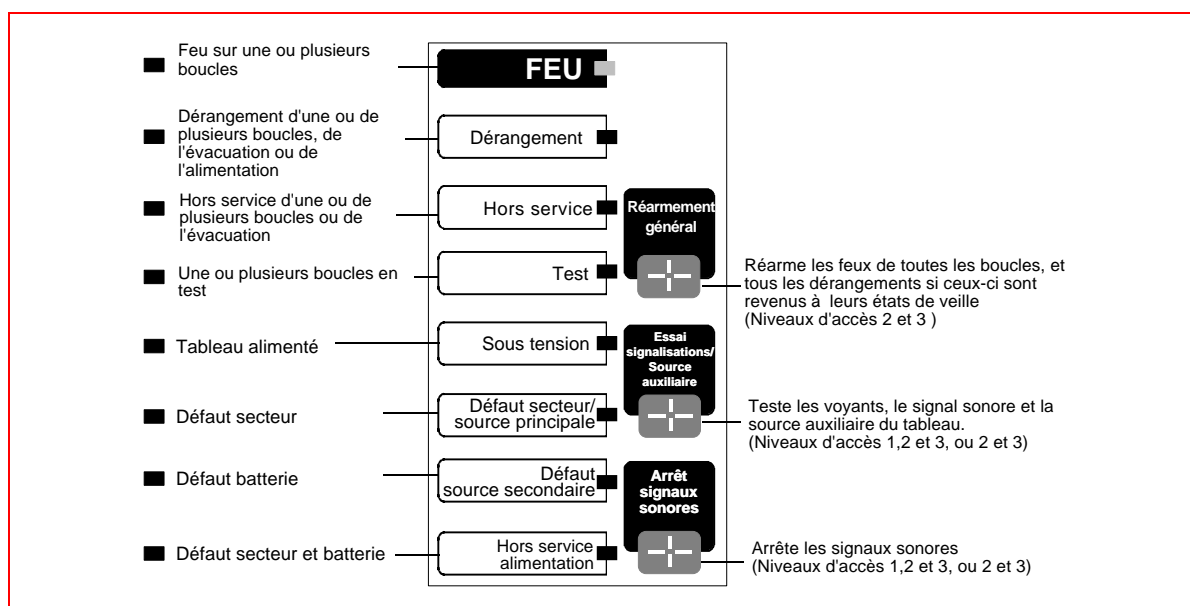 Feu sur une ou plusieurs
boucles
FEU
Dérangement d'une ou de
plusieurs boucles, de
l'évacuation ou de
l'alimentation
Dérangement
Hors service d'une ou de
plusieurs boucles ou de
l'évacuation
Hors service
Réarmement
général
Une ou plusieurs boucles en
test
Test
Réarme les feux de toutes les boucles, et
tous les dérangements si ceux-ci sont
revenus à leurs états de veille
(Niveaux d'accès 2 et 3 )
Tableau alimenté
Sous tension
Essai
signalisations/
Source
auxiliaire
Défaut secteur
Défaut secteur/
source principale
Teste les voyants, le signal sonore et la
source auxiliaire du tableau.
(Niveaux d'accès 1,2 et 3, ou 2 et 3)
Défaut batterie
Défaut
source secondaire
Arrêt
signaux
sonores
Défaut secteur et batterie
Hors service
alimentation
Arrête les signaux sonores
(Niveaux d'accès 1,2 et 3, ou 2 et 3)